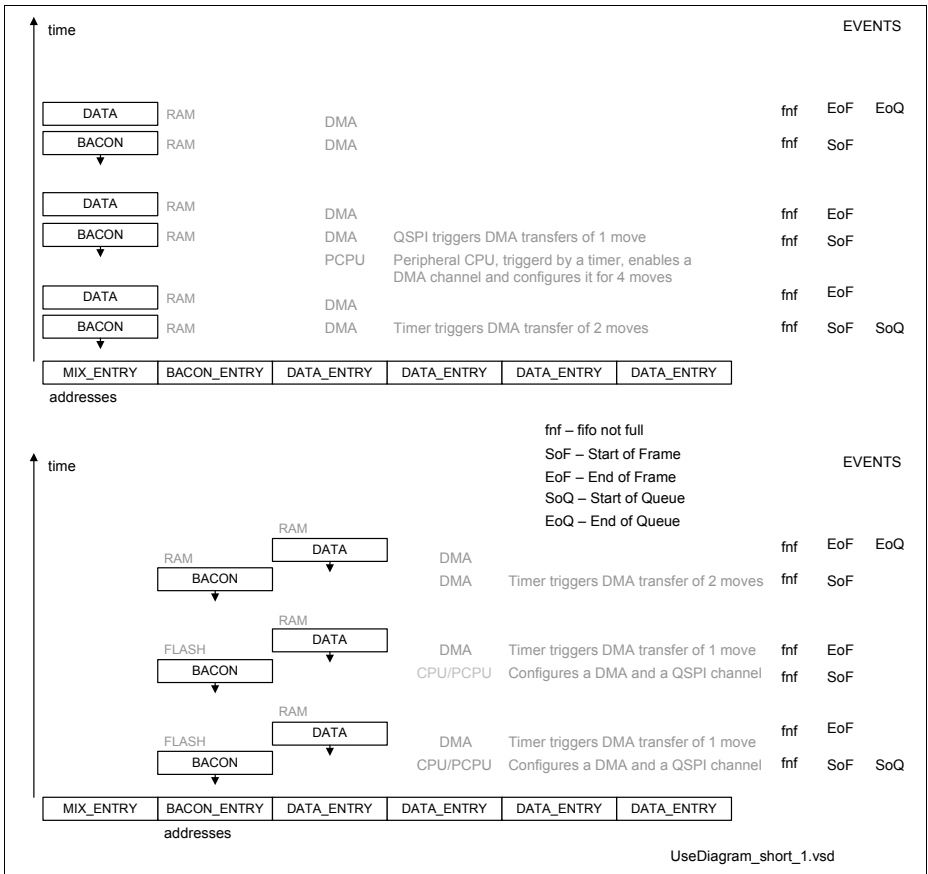 time EVENTS
DATA RAM DMA fnf EoF EoQ
BACON RAM DMA fnf SoF
DATA RAM DMA fnf EoF
BACON RAM DMA QSPI triggers DMA transfers of 1 move fnf SoF
PCPU Peripheral CPU, triggerd by a timer, enables a
DMA channel and configures it for 4 moves
DATA RAM DMA fnf EoF
BACON RAM DMA Timer triggers DMA transfer of 2 moves fnf SoF SoQ
MIX_ENTRY BACON_ENTRY DATA_ENTRY DATA_ENTRY DATA_ENTRY DATA_ENTRY
addresses
fnf – fifo not full
SoF – Start of Frame
time EVENTS
EoF – End of Frame
SoQ – Start of Queue
EoQ – End of Queue
RAM
DATA fnf EoF EoQ
RAM DMA
BACON DMA Timer triggers DMA transfer of 2 moves fnf SoF
RAM
DATA
FLASH DMA Timer triggers DMA transfer of 1 move fnf EoF
BACON CPU/PCPU Configures a DMA and a QSPI channel fnf SoF
RAM
DATA fnf EoF
FLASH DMA Timer triggers DMA transfer of 1 move
BACON CPU/PCPU Configures a DMA and a QSPI channel fnf SoF SoQ
MIX_ENTRY BACON_ENTRY DATA_ENTRY DATA_ENTRY DATA_ENTRY DATA_ENTRY
addresses
UseDiagram_short_1.vsd